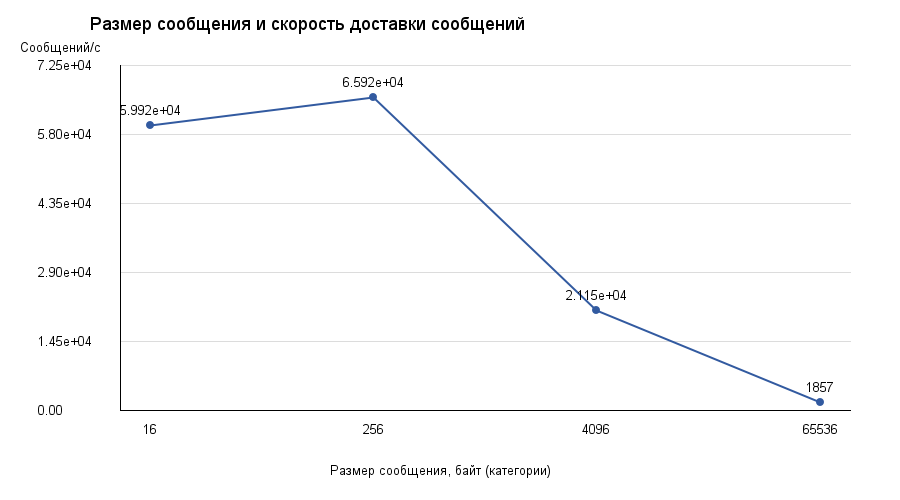 Размер сообщения и скорость доставки сообщений
Сообщений/с
7.25e+04
5.80e+04
4.35e+04
2.90e+04
1.45e+04
0.00
5.992e+04
6.592e+04
2.115e+04
1857
16
256
4096
65536
Размер сообщения, байт (категории)